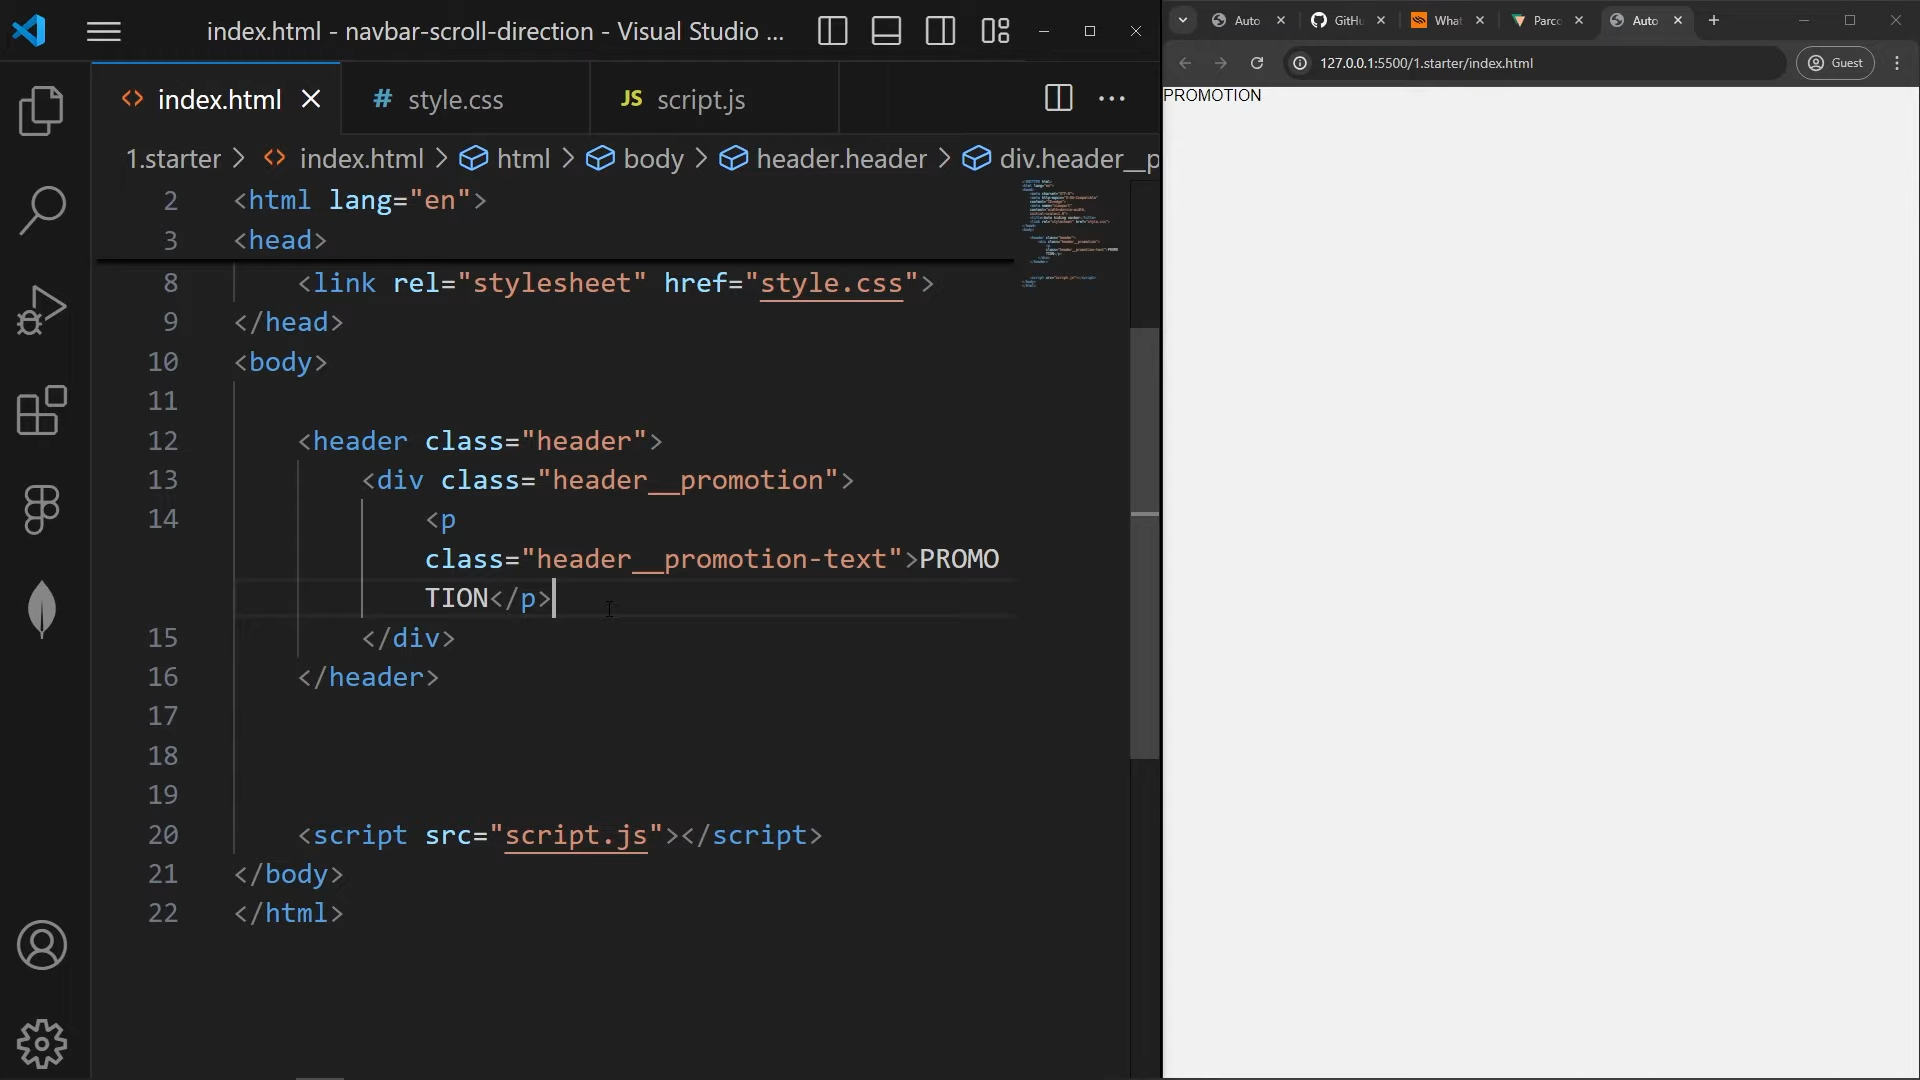 index.html - navbar-scroll-direction - Visual Studio ...
index.html
# style.css
JS script.js
1.starter > index.html > html > body > header.header > div.header__p
2 <html lang="en">
3 <head>
8 <link rel="stylesheet" href="style.css">
9 </head>
10 <body>
11
12 <header class="header">
13 <div class="header__promotion">
14 <p
class="header__promotion-text">PROMO
TION</p>
15 </div>
16 </header>
17
18
19
20 <script src="script.js"></script>
21 </body>
22 </html>
Auto
GitHu
What
Parce
Auto
127.0.0.1:5500/1.starter/index.html
Guest
PROMOTION